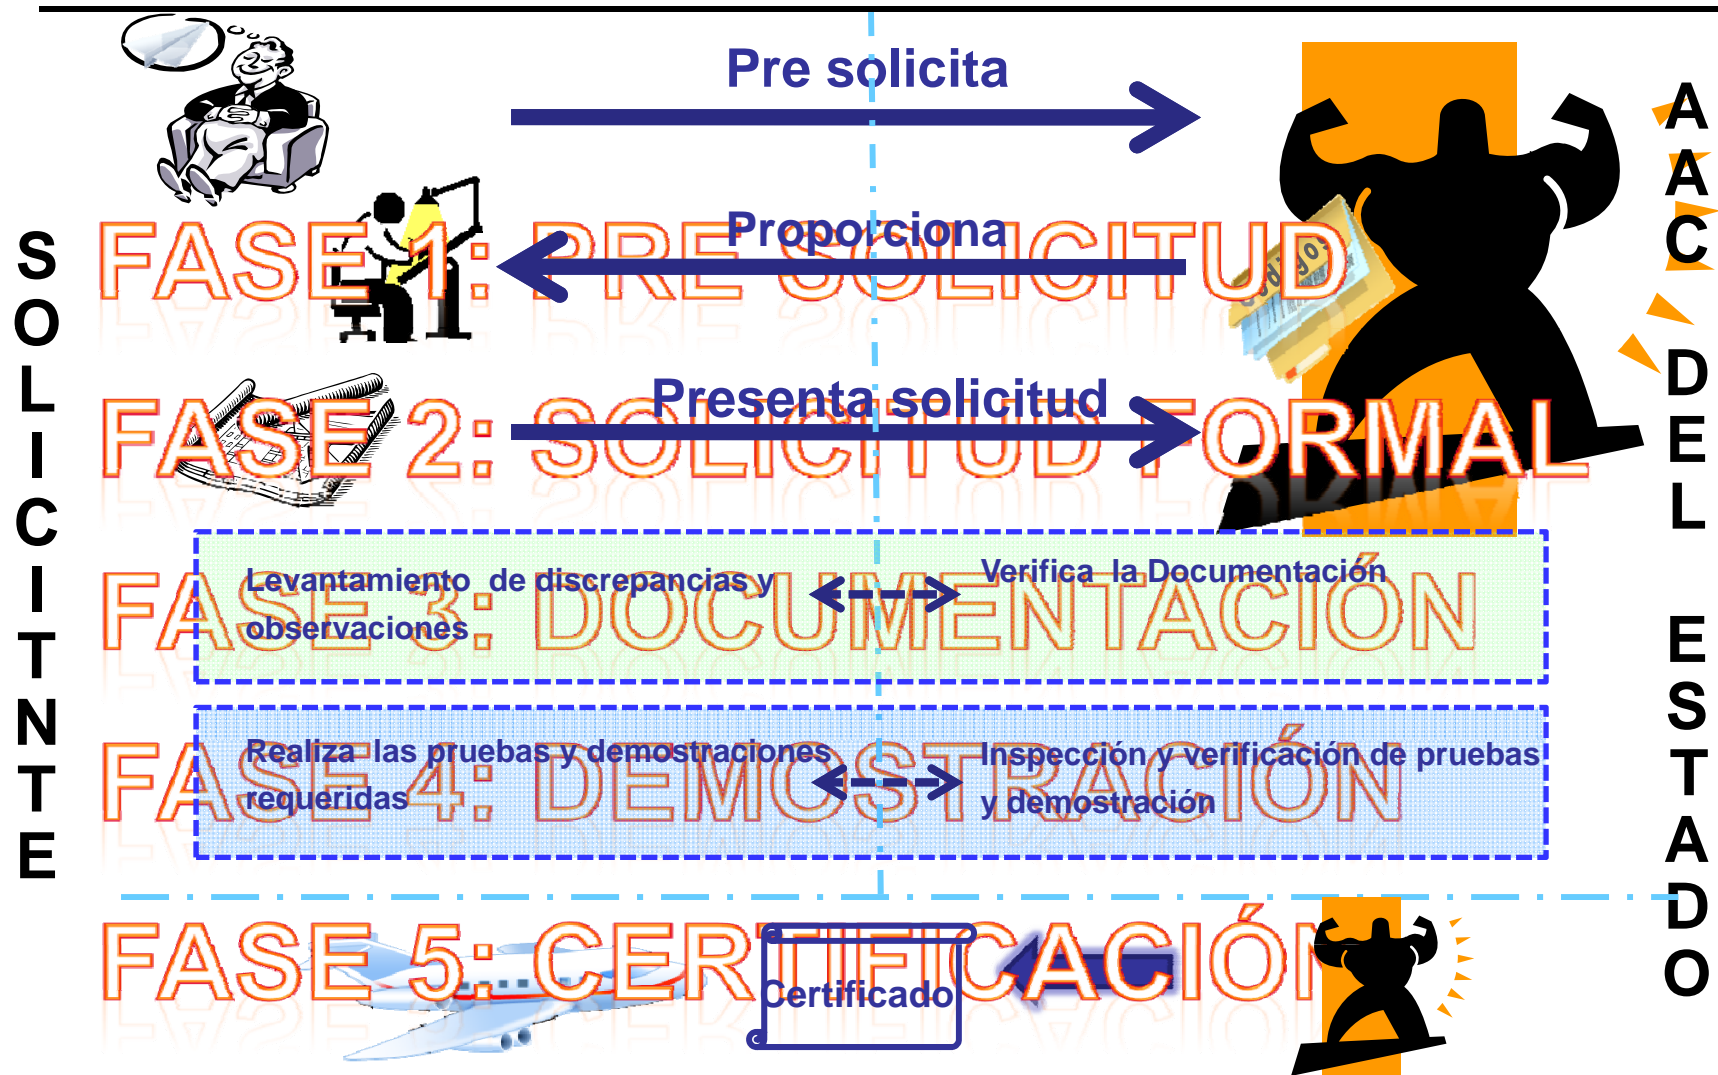 Pre solicita
Proporciona
FASE 1: PRE SOLICITUD
Códigos
Presenta solicitud
FASE 2: SOLICITUD FORMAL
Levantamiento de discrepancias y
observaciones
Verifica la Documentación
FASE 3: DOCUMENTACIÓN
Realiza las pruebas y demostraciones
requeridas
Inspección y verificación de pruebas
y demostración
FASE 4: DEMOSTRACIÓN
FASE 5: CERTIFICACIÓN
Certificado
SOLICITNTE
AAC DEL ESTADO